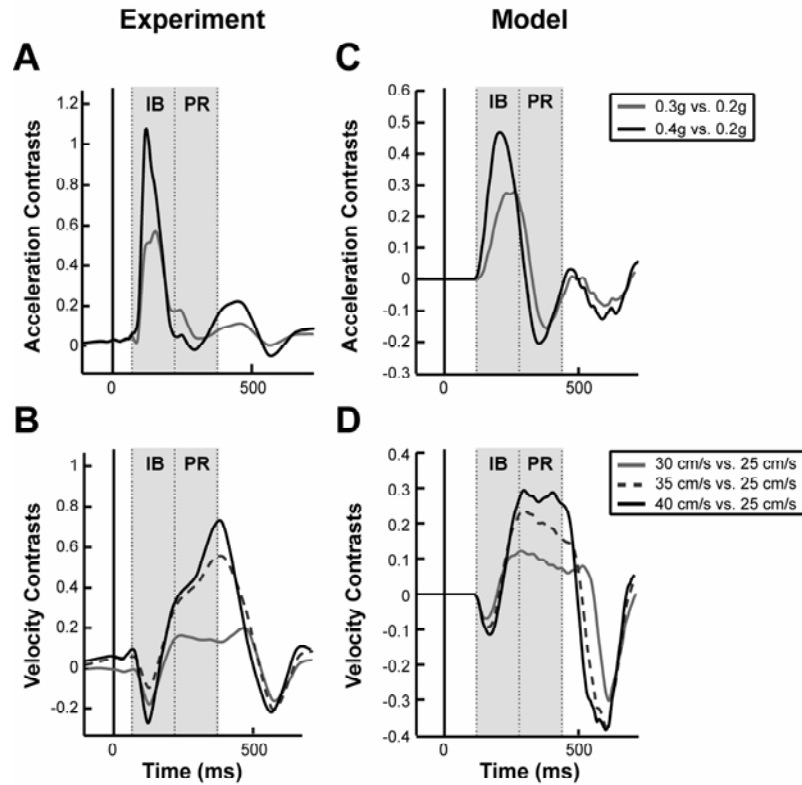 Experiment
Model
A
Acceleration Contrasts
1.2
1
0.8
0.6
0.4
0.2
0
IB PR
0 500
C
Acceleration Contrasts
0.6
0.5
0.4
0.3
0.2
0.1
0
-0.1
-0.2
-0.3
IB PR
0 500
0.3g vs. 0.2g
0.4g vs. 0.2g
B
Velocity Contrasts
1
0.8
0.6
0.4
0.2
0
-0.2
IB PR
0 500
Time (ms)
D
Velocity Contrasts
0.4
0.3
0.2
0.1
0
-0.1
-0.2
-0.3
-0.4
IB PR
0 500
Time (ms)
30 cm/s vs. 25 cm/s
35 cm/s vs. 25 cm/s
40 cm/s vs. 25 cm/s